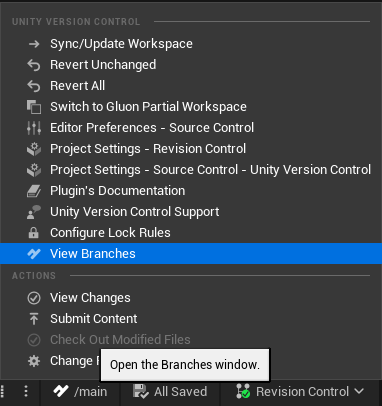 UNITY VERSION CONTROL
Sync/Update Workspace
Revert Unchanged
Revert All
Switch to Gluon Partial Workspace
Editor Preferences - Source Control
Project Settings - Revision Control
Project Settings - Source Control - Unity Version Control
Plugin's Documentation
Unity Version Control Support
Configure Lock Rules
View Branches
ACTIONS
View Changes
Submit Content
Check Out Modified Files
Change
Open the Branches window.
/main
All Saved
Revision Control